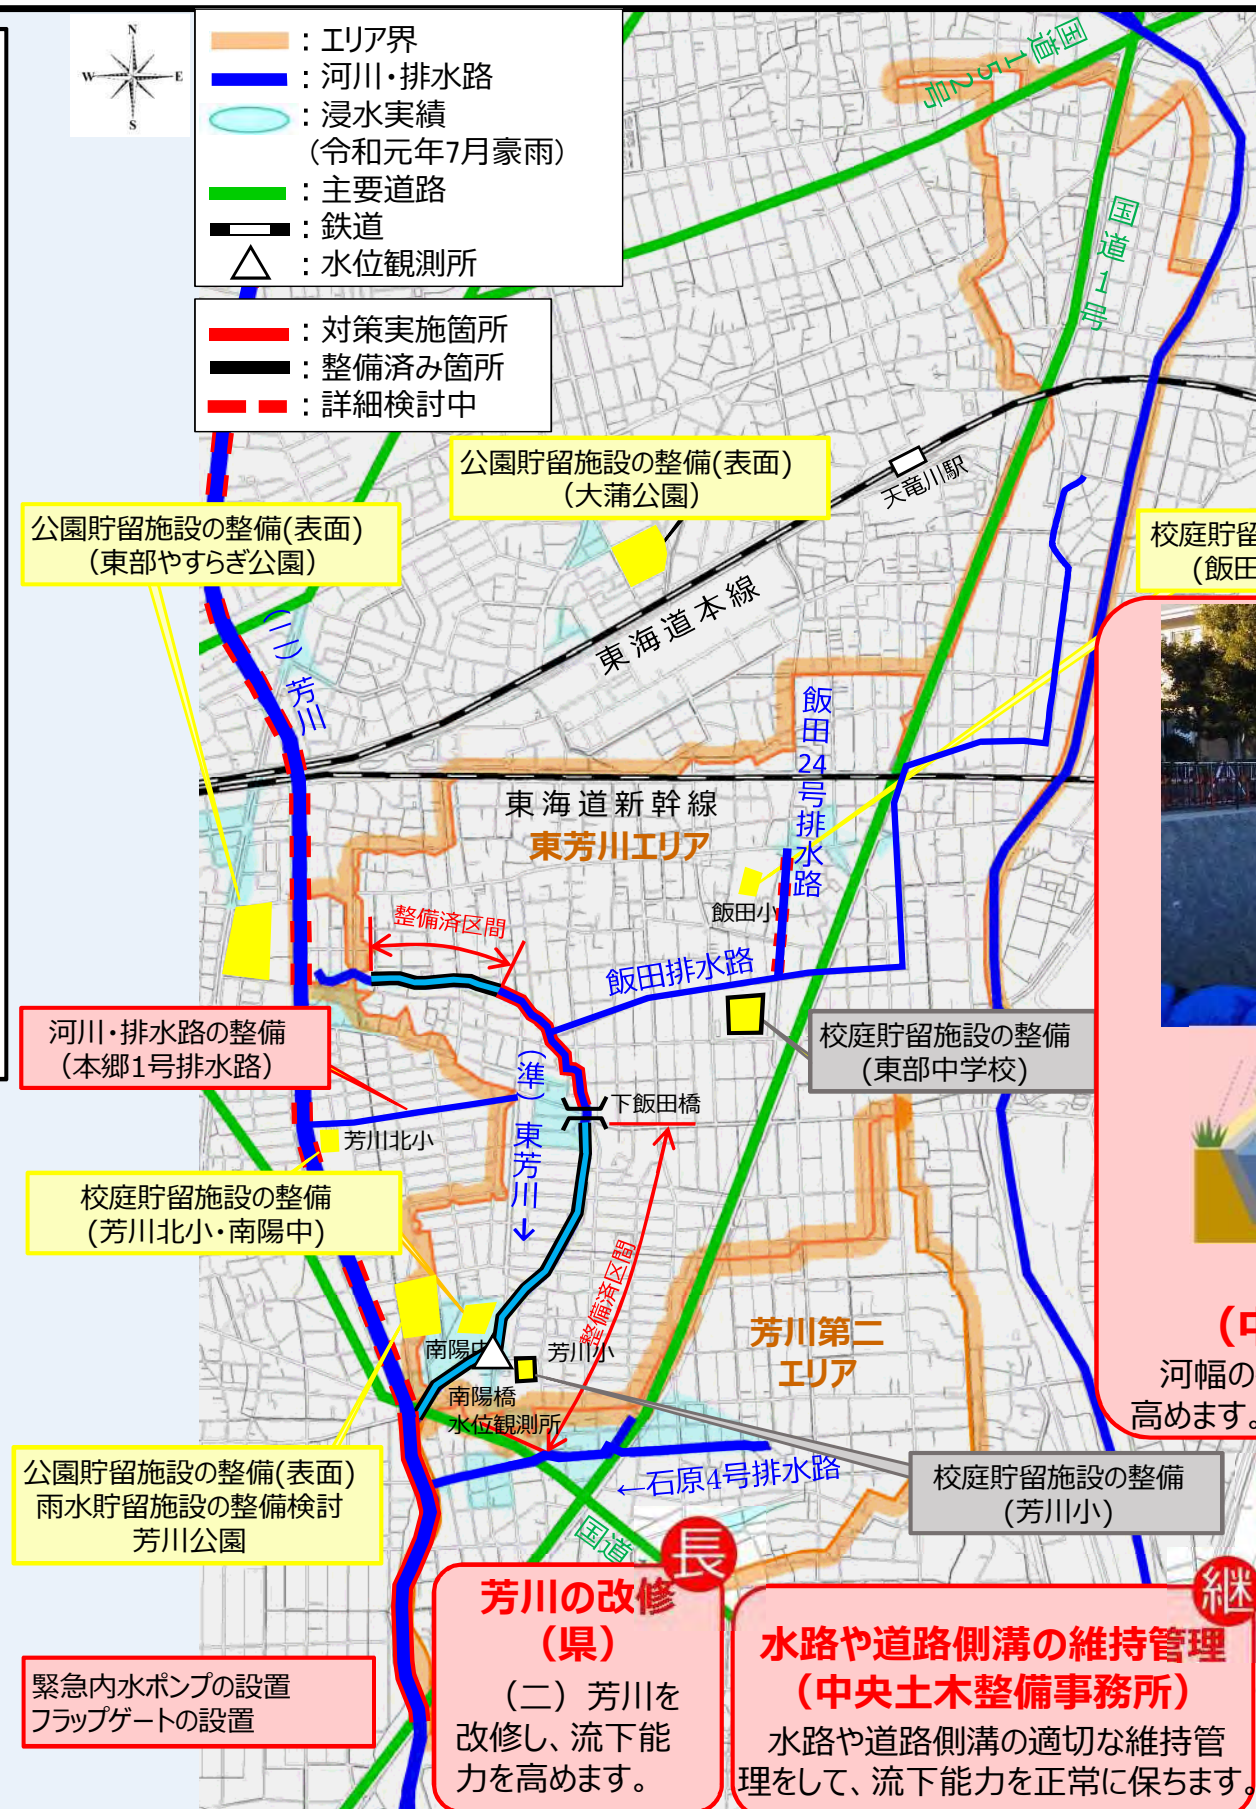 N
W E
S
：エリア界
：河川・排水路
：浸水実績
（令和元年7月豪雨）
：主要道路
：鉄道
：水位観測所
：対策実施箇所
：整備済み箇所
：詳細検討中
国道152号
国道1号
公園貯留施設の整備(表面)
（大蒲公園）
天竜川駅
公園貯留施設の整備(表面)
（東部やすらぎ公園）
校庭貯留
(飯田
東海道本線
（二）芳川
飯田24号排水路
東海道新幹線
東芳川エリア
飯田小
整備済区間
飯田排水路
河川・排水路の整備
（本郷1号排水路）
校庭貯留施設の整備
(東部中学校)
（準）東芳川→
下飯田橋
芳川北小
校庭貯留施設の整備
(芳川北小・南陽中)
整備済区間
芳川第二
エリア
南陽中
芳川小
南陽橋
水位観測所
（中
河幅の
高めます。
公園貯留施設の整備(表面)
雨水貯留施設の整備検討
芳川公園
←石原4号排水路
校庭貯留施設の整備
(芳川小)
国道
長
芳川の改修
（県）
（二）芳川を
改修し、流下能
力を高めます。
継
水路や道路側溝の維持管理
（中央土木整備事務所）
水路や道路側溝の適切な維持管
理をして、流下能力を正常に保ちます。
緊急内水ポンプの設置
フラップゲートの設置